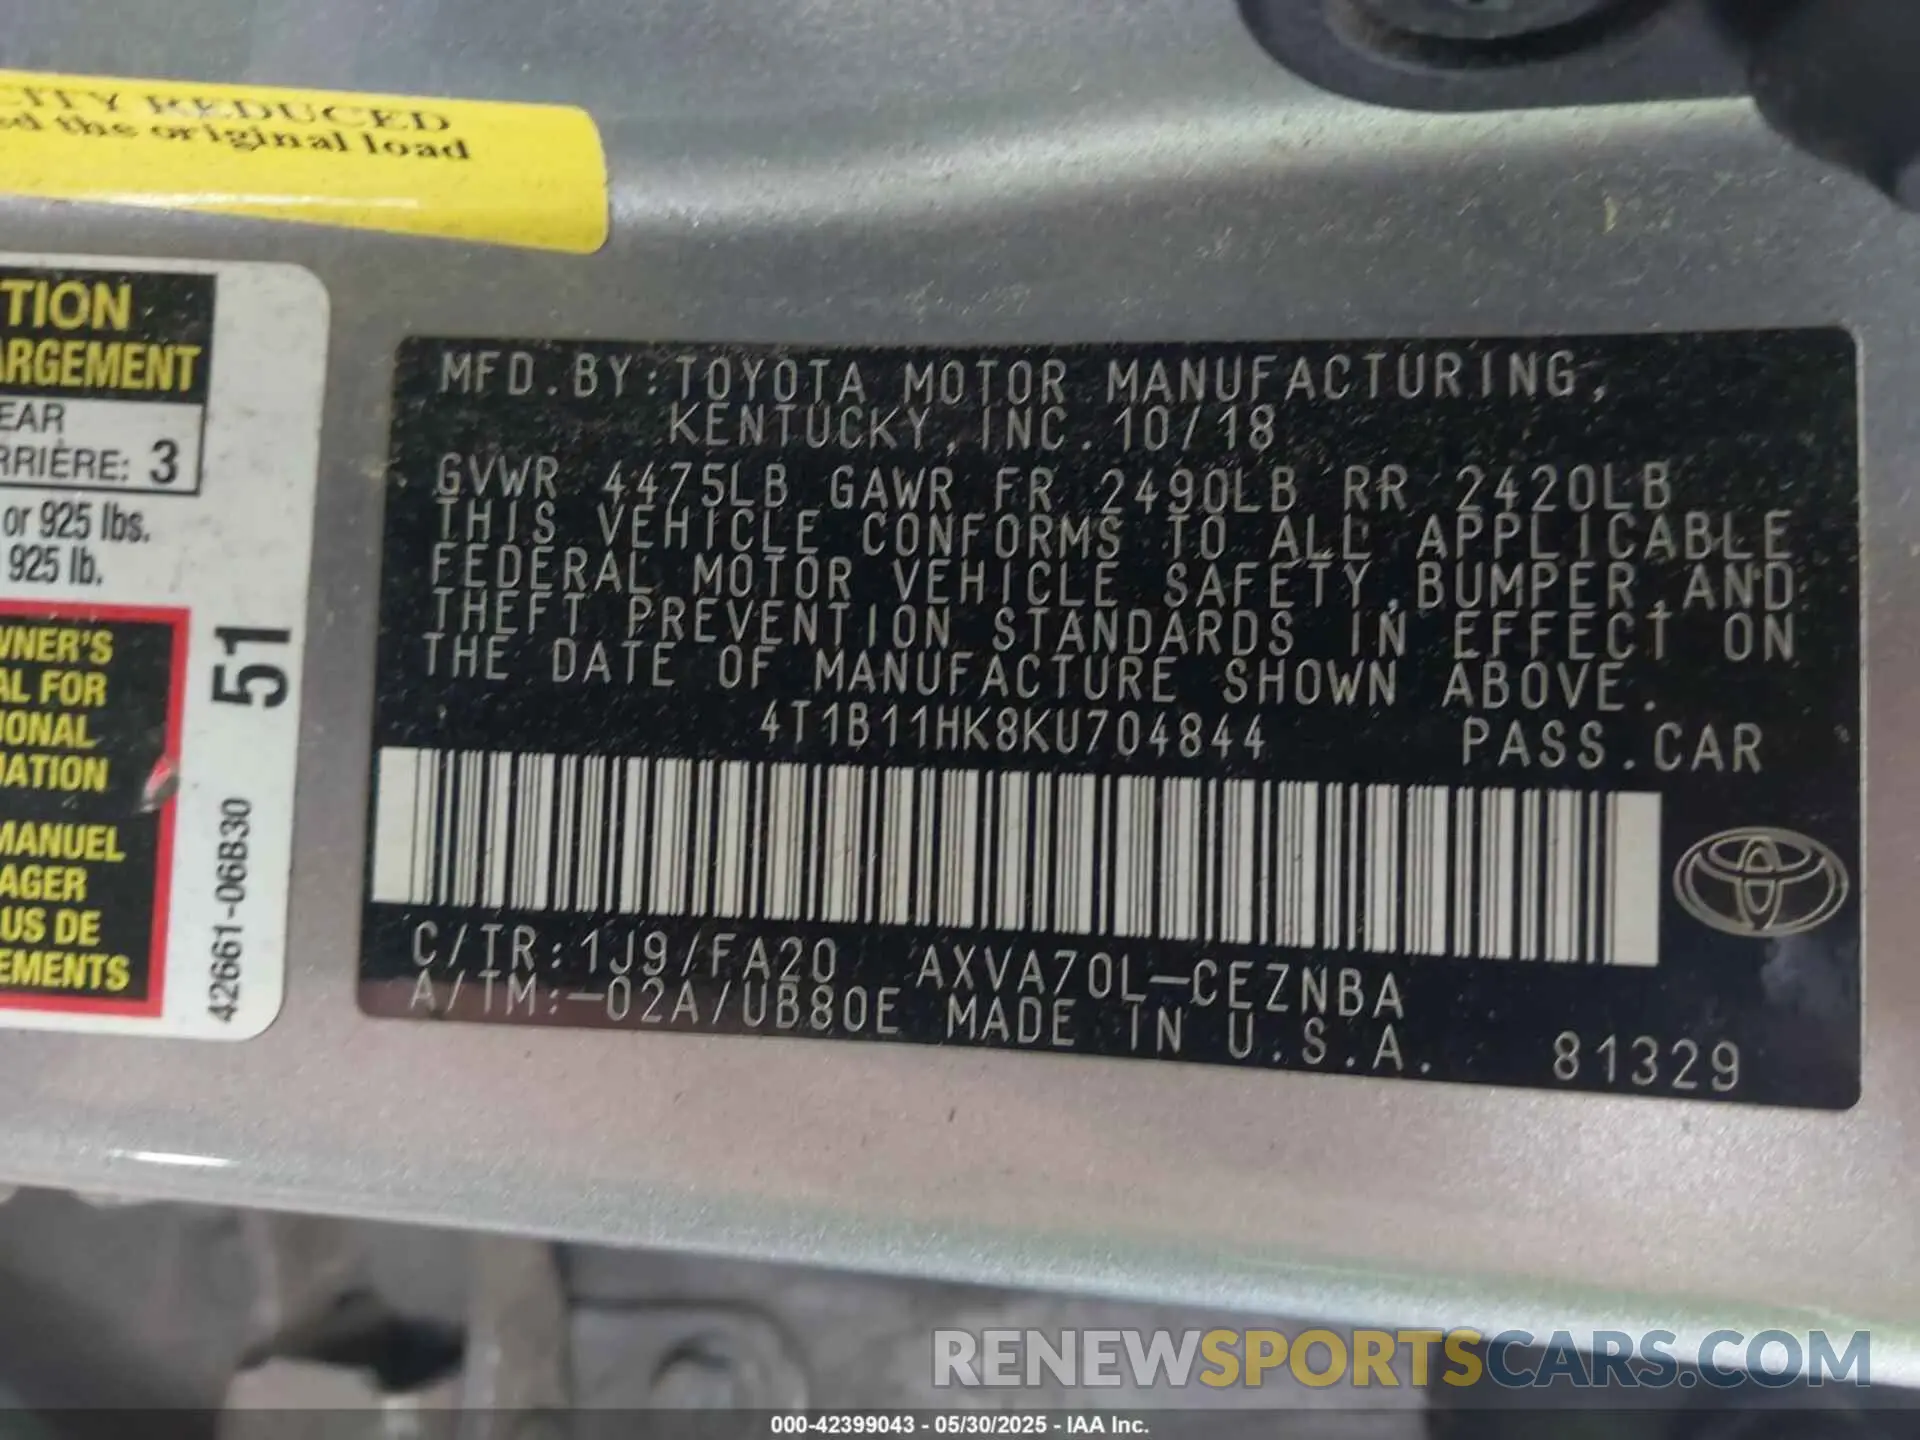 CITY REDUCED
ed the original load
TION
ARGEMENT
EAR
RRIÈRE: 3
or 925 lbs.
925 lb.
WNER'S
AL FOR
IONAL
MATION
MANUEL
AGER
US DE
EMENTS
51
42661-06B30
MFD.BY:TOYOTA MOTOR MANUFACTURING,
KENTUCKY,INC.10/18
GVWR 4475LB GAWR FR 2490LB RR 2420LB
THIS VEHICLE CONFORMS TO ALL APPLICABLE
FEDERAL MOTOR VEHICLE SAFETY,BUMPER,AND
THEFT PREVENTION STANDARDS IN EFFECT ON
THE DATE OF MANUFACTURE SHOWN ABOVE.
4T1B11HK8KU704844 PASS.CAR
C/TR:1J9/FA20 AXVA70L-CEZNBA
A/TM:-02A/UB80E MADE IN U.S.A.
81329
RENEWSPORTSCARS.COM
000-42399043 - 05/30/2025 - IAA Inc.